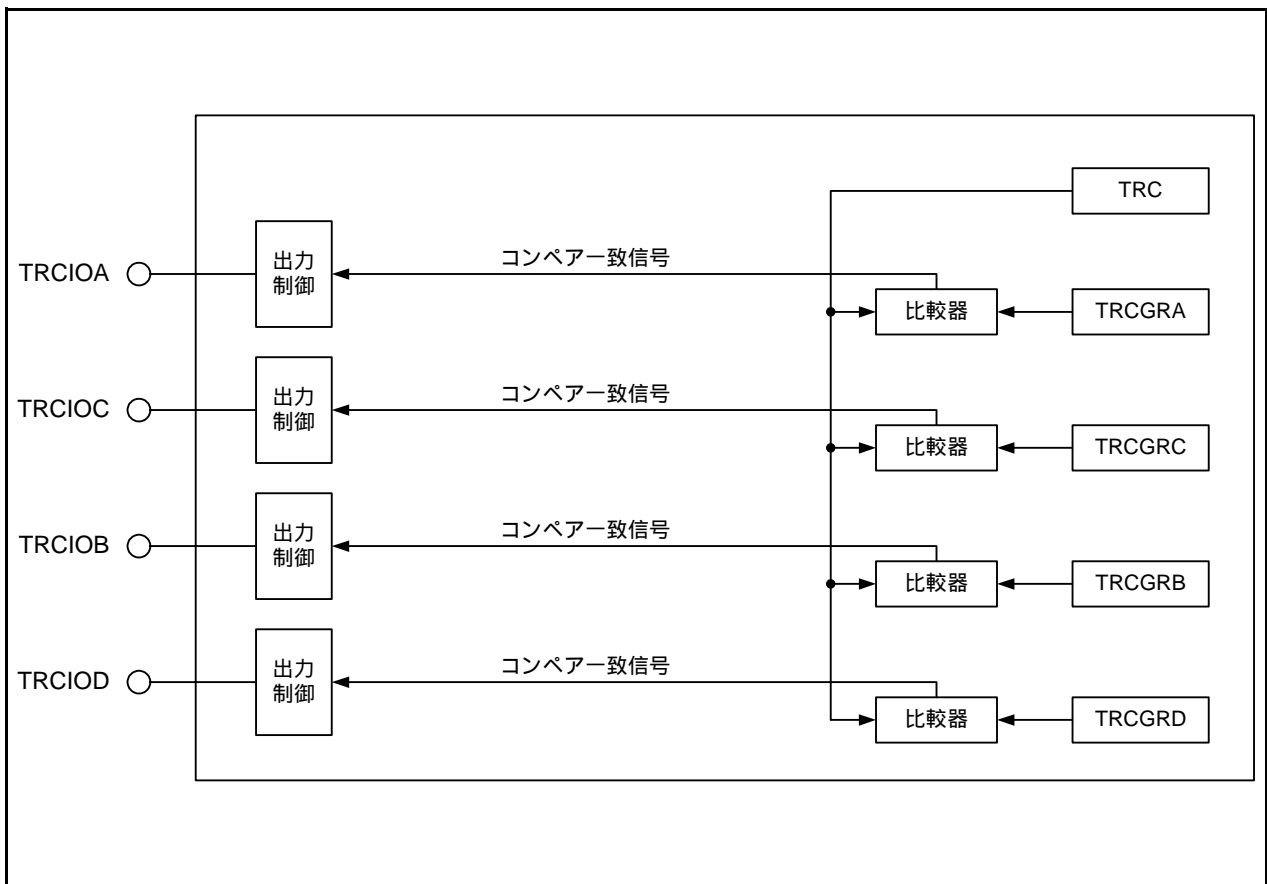 TRC
TRCIOA
出力
制御
コンペア一致信号
比較器
TRCGRA
TRCIOC
出力
制御
コンペア一致信号
比較器
TRCGRC
TRCIOB
出力
制御
コンペア一致信号
比較器
TRCGRB
TRCIOD
出力
制御
コンペア一致信号
比較器
TRCGRD